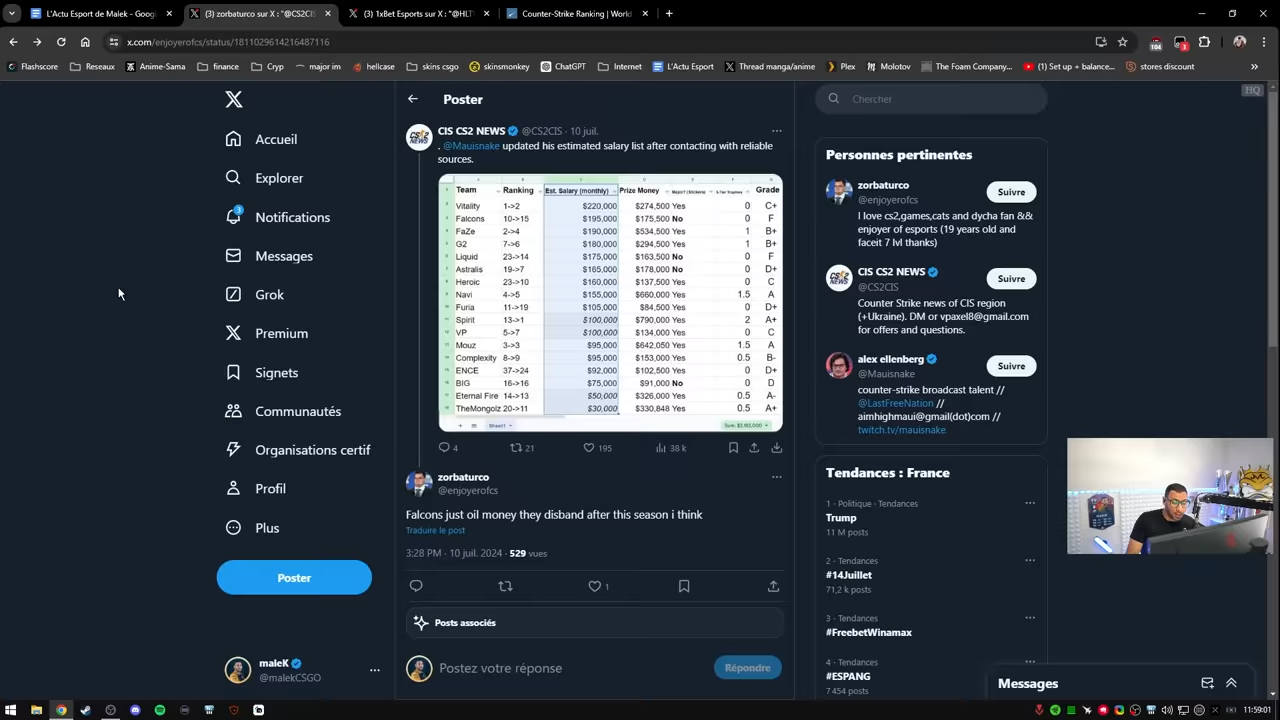 L'Actu Esport de Malek - Googl
(3) zorbaturco sur X : "@CS2CIS
(3) 1xBet Esports sur X : "@HLT
Counter-Strike Ranking | World
x.com/enjoyerofcs/status/1811029614216487116
104
Flashscore
Reseaux
Anime-Sama
finance
Cryp
major im
hellcase
skins csgo
skinsmonkey
ChatGPT
Internet
L'Actu Esport
Thread manga/anime
Plex
Molotov
The Foam Company...
(1) Set up + balance...
stores discount
HQ
Accueil
Explorer
3
Notifications
Messages
Grok
Premium
Signets
Communautés
Organisations certif
Profil
Plus
Poster
maleK
@malekCSGO
Poster
CIS CS2 NEWS @CS2CIS · 10 juil.
. @Mauisnake updated his estimated salary list after contacting with reliable
sources.
Team Ranking Est. Salary (monthly) Prize Money Major? (Stickers) S-Tier Trophies Grade
Vitality 1->2 $220,000 $274,500 Yes 0 C+
Falcons 10->15 $195,000 $175,500 No 0 F
FaZe 2->4 $190,000 $534,500 Yes 1 B+
G2 7->6 $180,000 $294,500 Yes 1 B+
Liquid 23->14 $175,000 $163,500 No 0 F
Astralis 19->7 $165,000 $178,000 No 0 D+
Heroic 23->10 $160,000 $137,500 Yes 0 C
Navi 4->5 $155,000 $660,000 Yes 1.5 A
Furia 11->19 $105,000 $84,500 Yes 0 D+
Spirit 13->1 $100,000 $790,000 Yes 2 A+
VP 5->7 $100,000 $134,000 Yes 0 C
Mouz 3->3 $95,000 $642,050 Yes 1.5 A
Complexity 8->9 $95,000 $153,000 Yes 0.5 B-
ENCE 37->24 $92,000 $102,500 Yes 0 D+
BIG 16->16 $75,000 $91,000 No 0 D
Eternal Fire 14->13 $50,000 $326,000 Yes 0.5 A-
TheMongolz 20->11 $30,000 $330,848 Yes 0.5 A+
Sheet1
4 21 195 38 k
zorbaturco
@enjoyerofcs
Falcons just oil money they disband after this season i think
Traduire le post
3:28 PM · 10 juil. 2024 · 529 vues
1
Posts associés
Postez votre réponse
Répondre
Chercher
Personnes pertinentes
zorbaturco
@enjoyerofcs
Suivre
I love cs2,games,cats and dycha fan &&
enjoyer of esports (19 years old and
faceit 7 lvl thanks)
CIS CS2 NEWS
@CS2CIS
Suivre
Counter Strike news of CIS region
(+Ukraine). DM or vpaxel8@gmail.com
for offers and questions.
alex ellenberg
@Mauisnake
Suivre
counter-strike broadcast talent //
@LastFreeNation //
aimhighmaui@gmail(dot)com //
twitch.tv/mauisnake
Tendances : France
1 · Politique · Tendances
Trump
11 M posts
2 · Tendances
#14Juillet
71,2 k posts
3 · Tendances
#FreebetWinamax
4 · Tendances
#ESPANG
7 454 posts
Messages
11:59:01